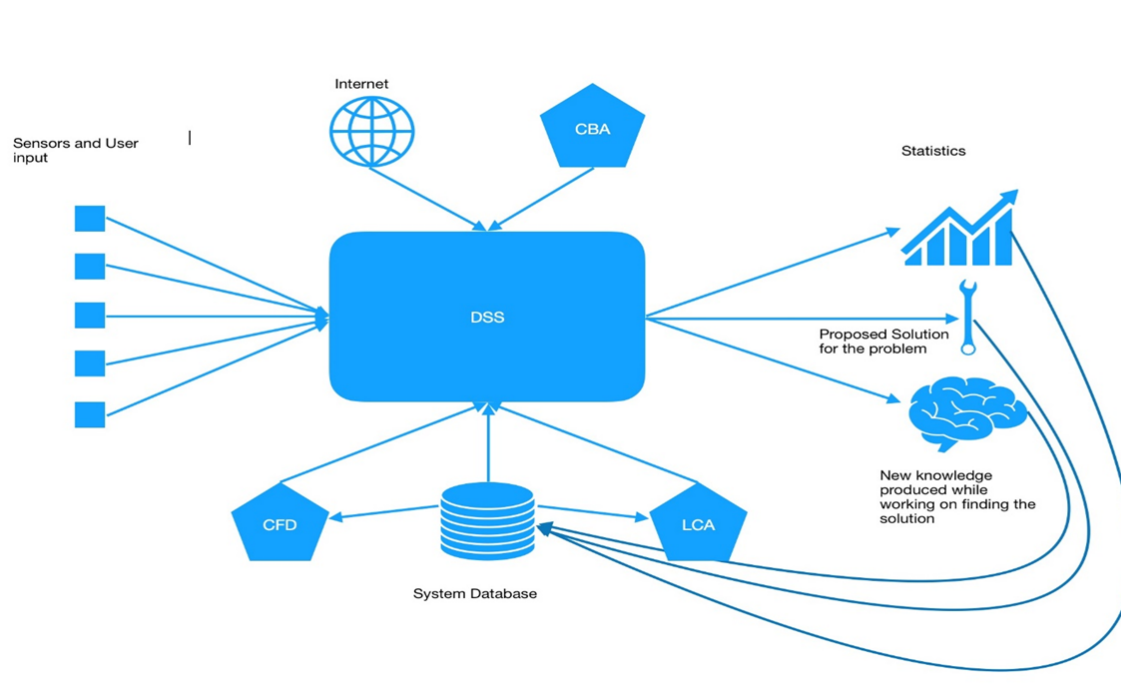 Internet
CBA
Sensors and User
input
|
Statistics
DSS
Proposed Solution
for the problem
New knowledge
produced while
working on finding the
solution
CFD
LCA
System Database